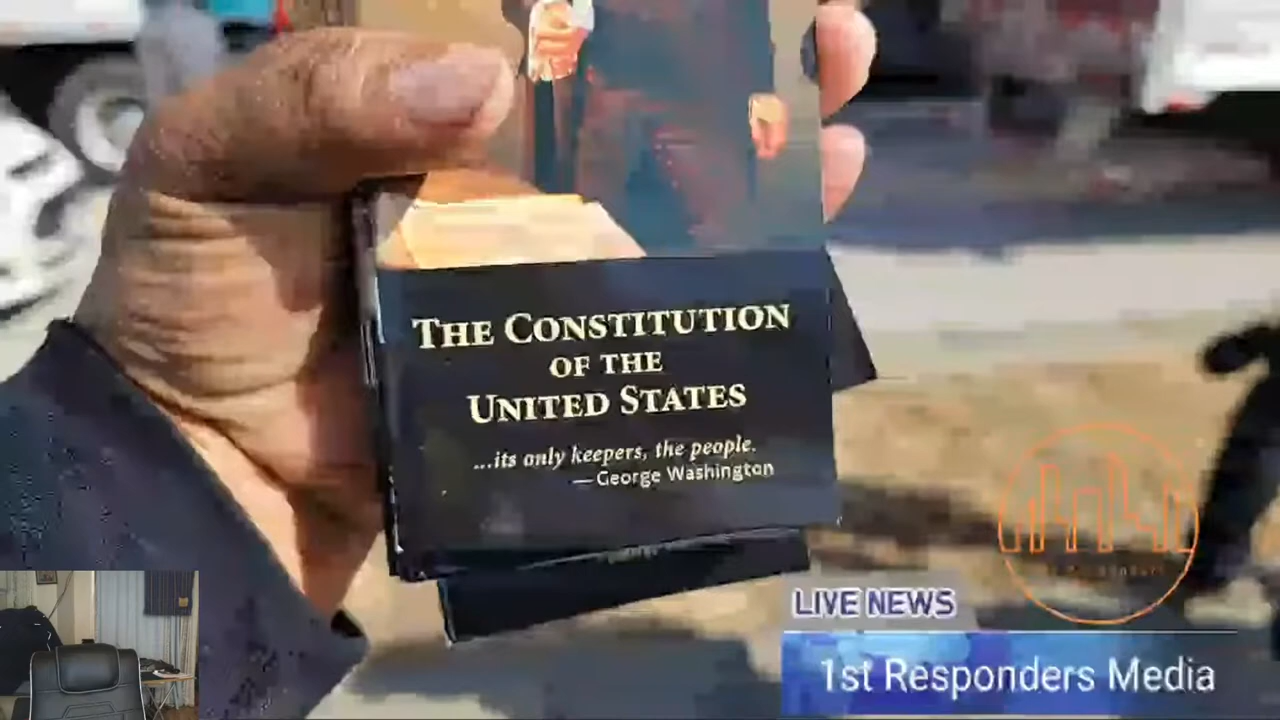 THE CONSTITUTION
OF THE
UNITED STATES
...its only keepers, the people.
—George Washington
LIVE NEWS
1st Responders Media